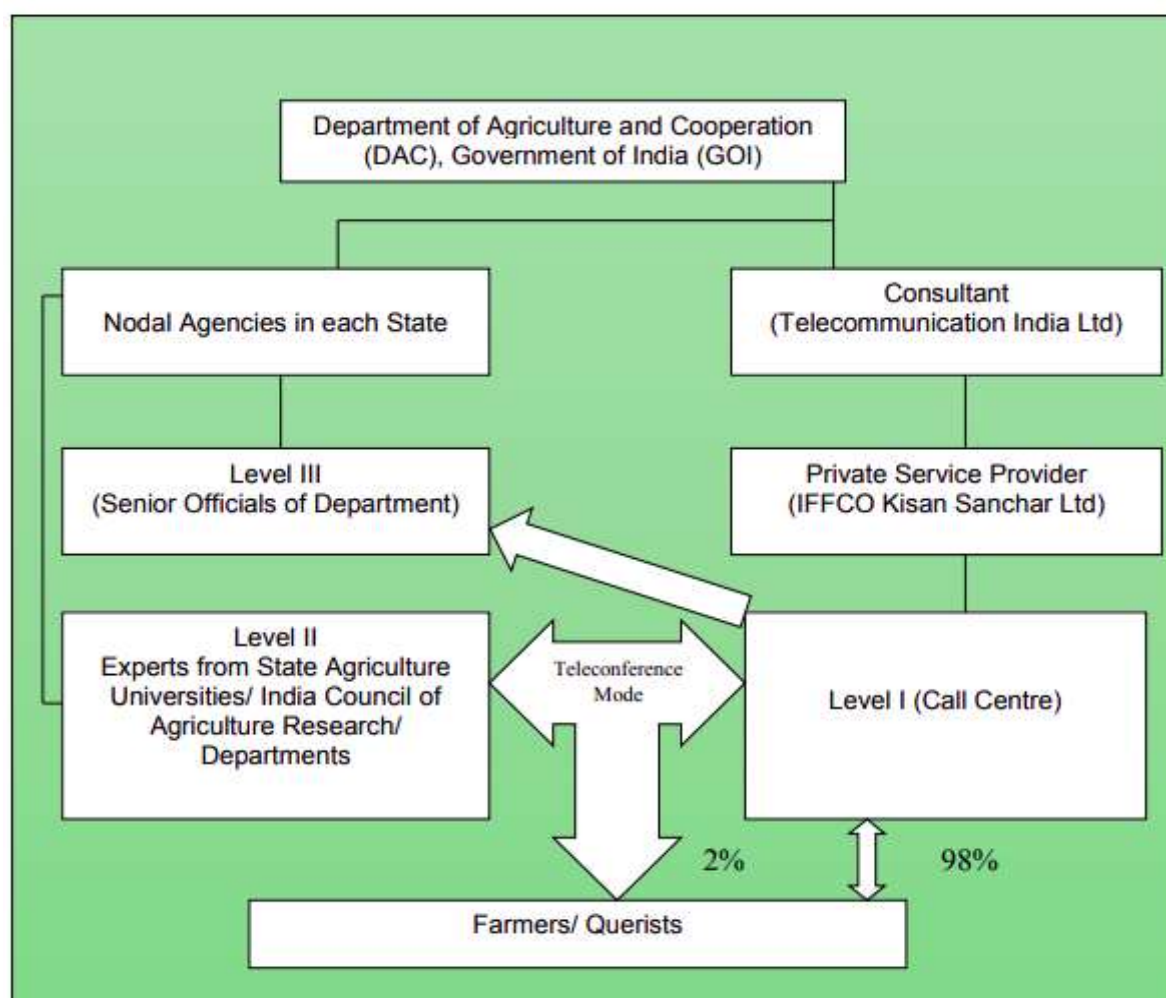 Department of Agriculture and Cooperation
(DAC), Government of India (GOI)
Nodal Agencies in each State
Consultant
(Telecommunication India Ltd)
Level III
(Senior Officials of Department)
Private Service Provider
(IFFCO Kisan Sanchar Ltd)
Level II
Experts from State Agriculture
Universities/ India Council of
Agriculture Research/
Departments
Teleconference
Mode
Level I (Call Centre)
2%
98%
Farmers/ Querists